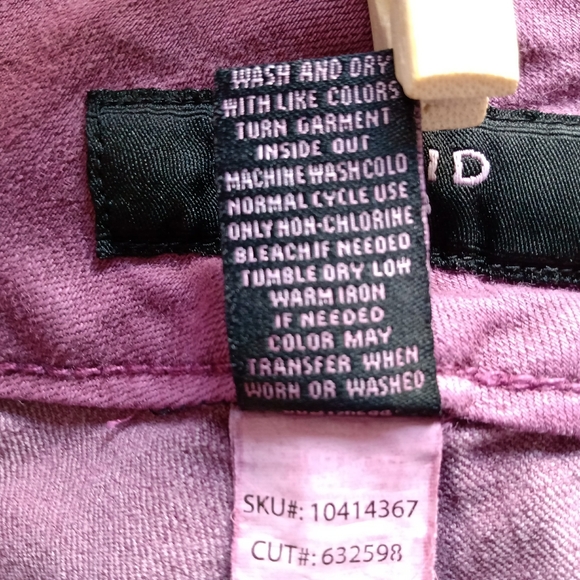 WASH AND DRY
WITH LIKE COLORS
TURN GARMENT
INSIDE OUT
MACHINE WASH COLD
NORMAL CYCLE USE
ONLY NON-CHLORINE
BLEACH IF NEEDED
TUMBLE DRY LOW
WARM IRON
IF NEEDED
COLOR MAY
TRANSFER WHEN
WORN OR WASHED
SKU#: 10414367
CUT#: 632598